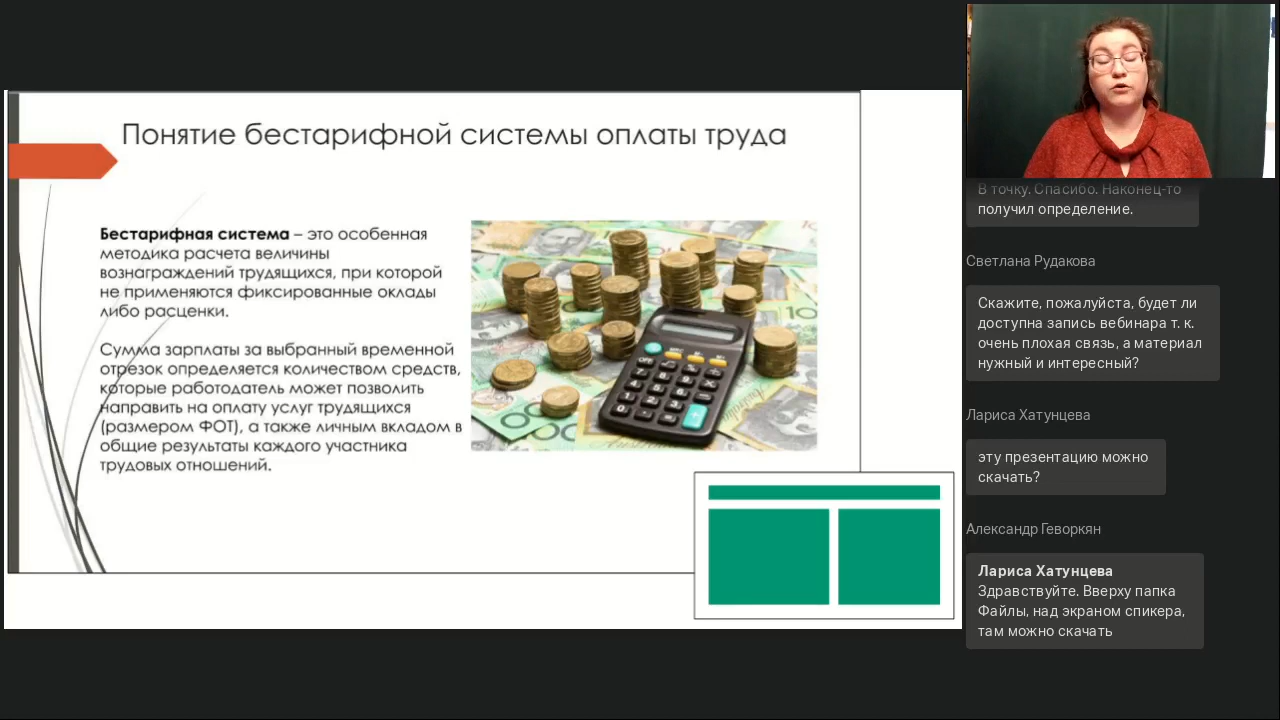 Понятие бестарифной системы оплаты труда
Бестарифная система – это особенная
методика расчета величины
вознаграждений трудящихся, при которой
не применяются фиксированные оклады
либо расценки.
Сумма зарплаты за выбранный временной
отрезок определяется количеством средств,
которые работодатель может позволить
направить на оплату услуг трудящихся
(размером ФОТ), а также личным вкладом в
общие результаты каждого участника
трудовых отношений.
В точку. Спасибо. Наконец-то
получил определение.
Светлана Рудакова
Скажите, пожалуйста, будет ли
доступна запись вебинара т. к.
очень плохая связь, а материал
нужный и интересный?
Лариса Хатунцева
эту презентацию можно
скачать?
Александр Геворкян
Лариса Хатунцева
Здравствуйте. Вверху папка
Файлы, над экраном спикера,
там можно скачать